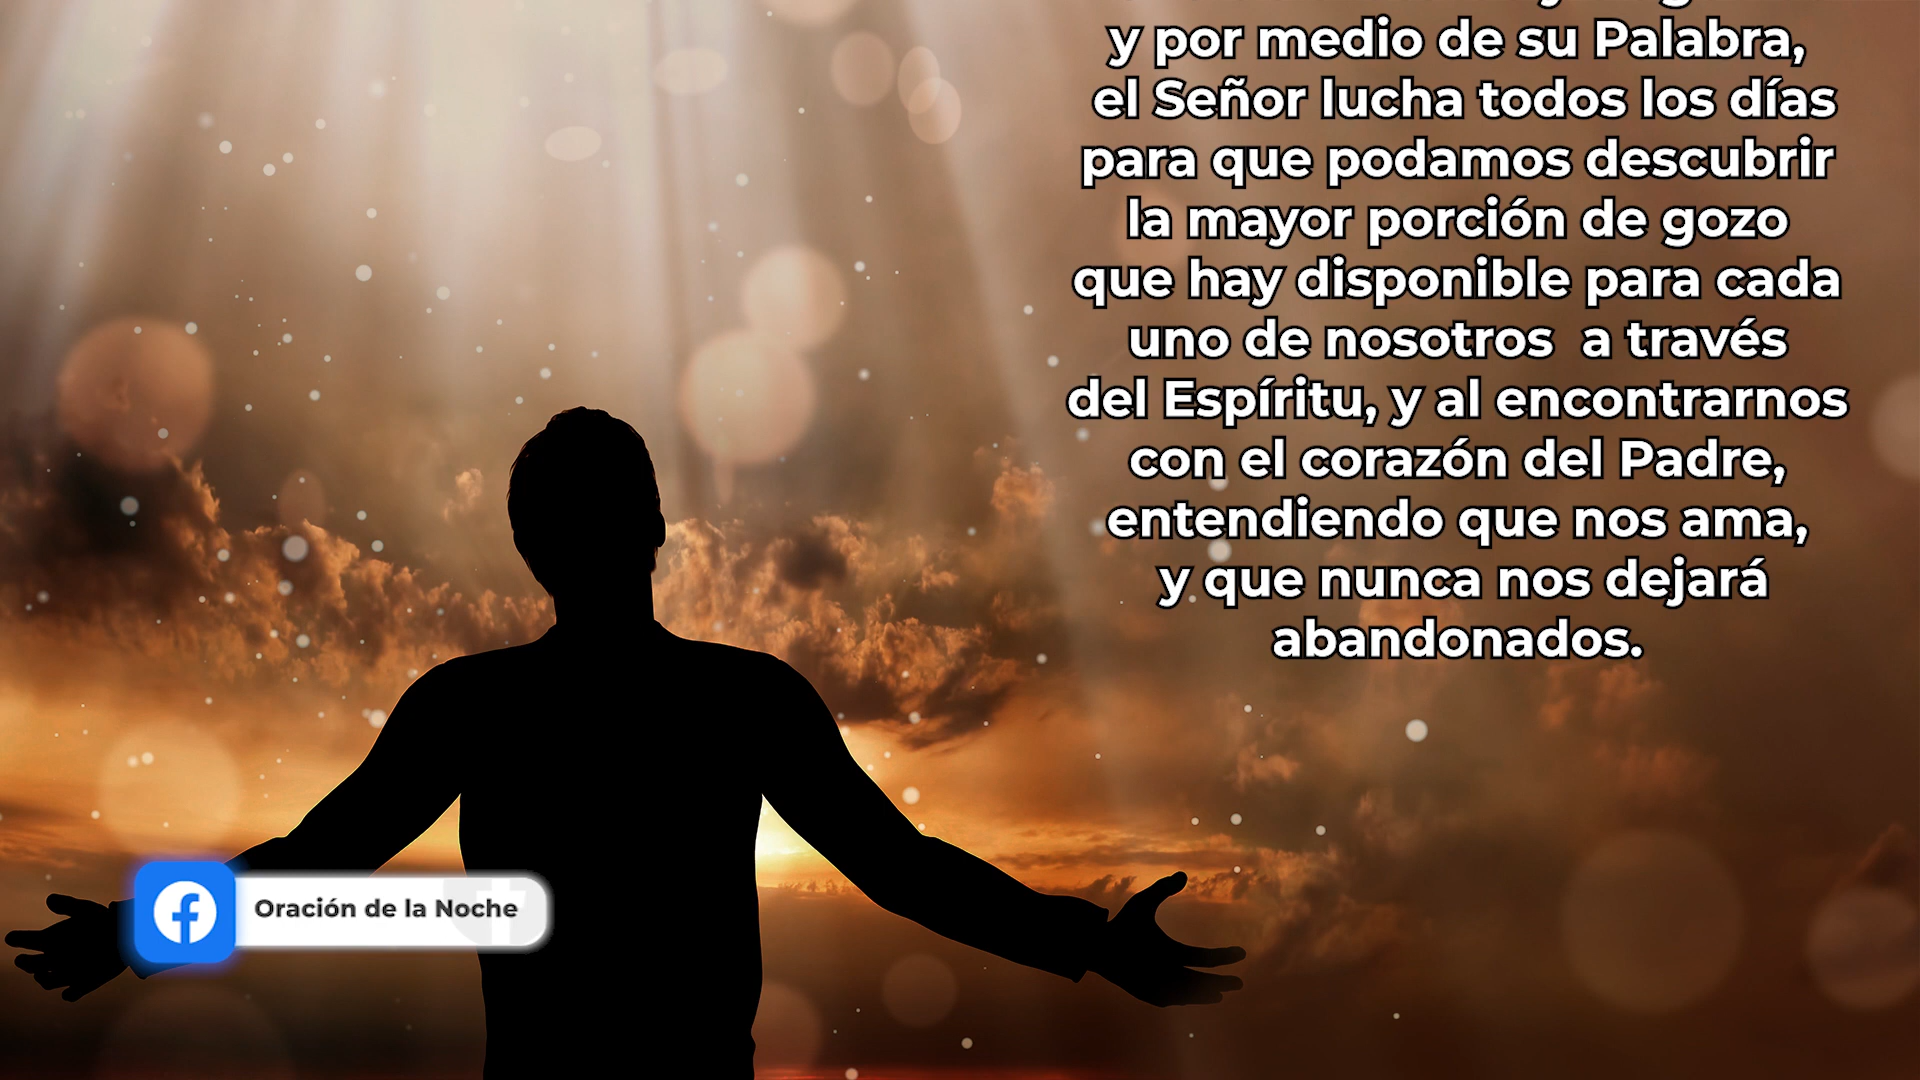 y por medio de su Palabra,
el Señor lucha todos los días
para que podamos descubrir
la mayor porción de gozo
que hay disponible para cada
uno de nosotros a través
del Espíritu, y al encontrarnos
con el corazón del Padre,
entendiendo que nos ama,
y que nunca nos dejará
abandonados.
Oración de la Noche